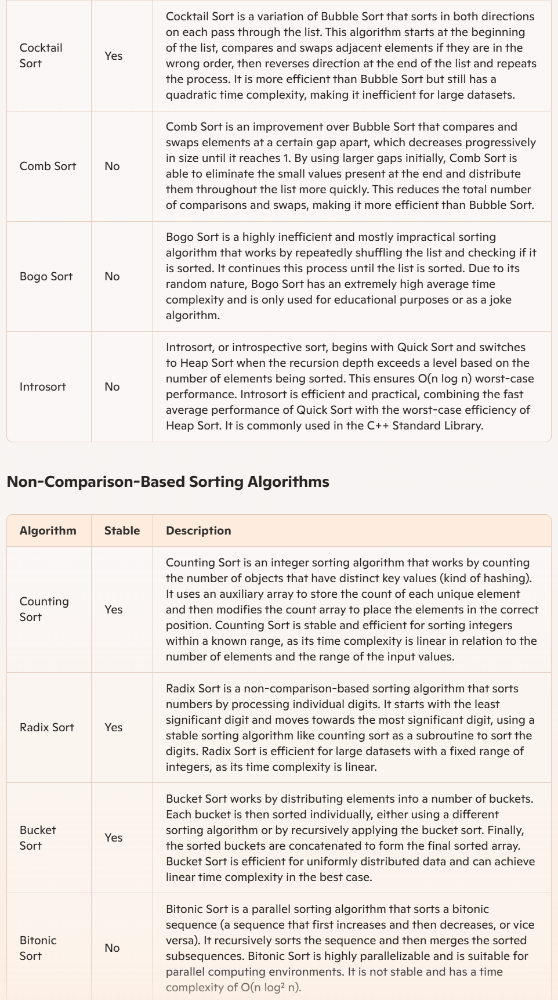 Cocktail Sort is a variation of Bubble Sort that sorts in both directions
on each pass through the list. This algorithm starts at the beginning
of the list, compares and swaps adjacent elements if they are in the
Cocktail
Sort
Yes
wrong order, then reverses direction at the end of the list and repeats
the process. It is more efficient than Bubble Sort but still has a
quadratic time complexity, making it inefficient for large datasets.
Comb Sort is an improvement over Bubble Sort that compares and
swaps elements at a certain gap apart, which decreases progressively
in size until it reaches 1. By using larger gaps initially, Comb Sort is
Comb Sort
No
able to eliminate the small values present at the end and distribute
them throughout the list more quickly. This reduces the total number
of comparisons and swaps, making it more efficient than Bubble Sort.
Bogo Sort is a highly inefficient and mostly impractical sorting
algorithm that works by repeatedly shuffling the list and checking if it
is sorted. It continues this process until the list is sorted. Due to its
Bogo Sort
No
random nature, Bogo Sort has an extremely high average time
complexity and is only used for educational purposes or as a joke
algorithm.
Introsort, or introspective sort, begins with Quick Sort and switches
to Heap Sort when the recursion depth exceeds a level based on the
number of elements being sorted. This ensures O(n log n) worst-case
Introsort
No
performance. Introsort is efficient and practical, combining the fast
average performance of Quick Sort with the worst-case efficiency of
Heap Sort. It is commonly used in the C++ Standard Library.
Non-Comparison-Based Sorting Algorithms
Algorithm
Stable
Description
Counting Sort is an integer sorting algorithm that works by counting
the number of objects that have distinct key values (kind of hashing).
It uses an auxiliary array to store the count of each unique element
Counting
Sort
Yes
and then modifies the count array to place the elements in the correct
position. Counting Sort is stable and efficient for sorting integers
within a known range, as its time complexity is linear in relation to the
number of elements and the range of the input values.
Radix Sort is a non-comparison-based sorting algorithm that sorts
numbers by processing individual digits. It starts with the least
significant digit and moves towards the most significant digit, using a
Radix Sort
Yes
stable sorting algorithm like counting sort as a subroutine to sort the
digits. Radix Sort is efficient for large datasets with a fixed range of
integers, as its time complexity is linear.
Bucket Sort works by distributing elements into a number of buckets.
Each bucket is then sorted individually, either using a different
sorting algorithm or by recursively applying the bucket sort. Finally,
Bucket
Sort
Yes
the sorted buckets are concatenated to form the final sorted array.
Bucket Sort is efficient for uniformly distributed data and can achieve
linear time complexity in the best case.
Bitonic Sort is a parallel sorting algorithm that sorts a bitonic
sequence (a sequence that first increases and then decreases, or vice
versa). It recursively sorts the sequence and then merges the sorted
Bitonic
Sort
No
subsequences. Bitonic Sort is highly parallelizable and is suitable for
parallel computing environments. It is not stable and has a time
complexity of O(n log² n).